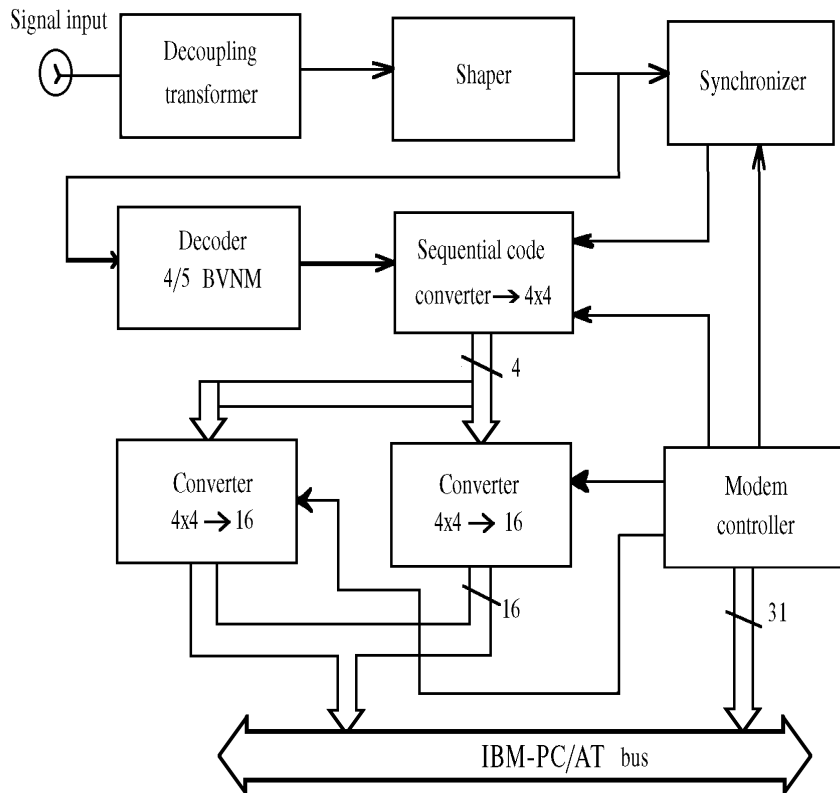 Signal input
Decoupling
transformer
Shaper
Synchronizer
Decoder
4/5 BVNM
Sequential code
converter → 4x4
4
Converter
4x4 → 16
Converter
4x4 → 16
Modem
controller
16
31
IBM-PC/AT bus